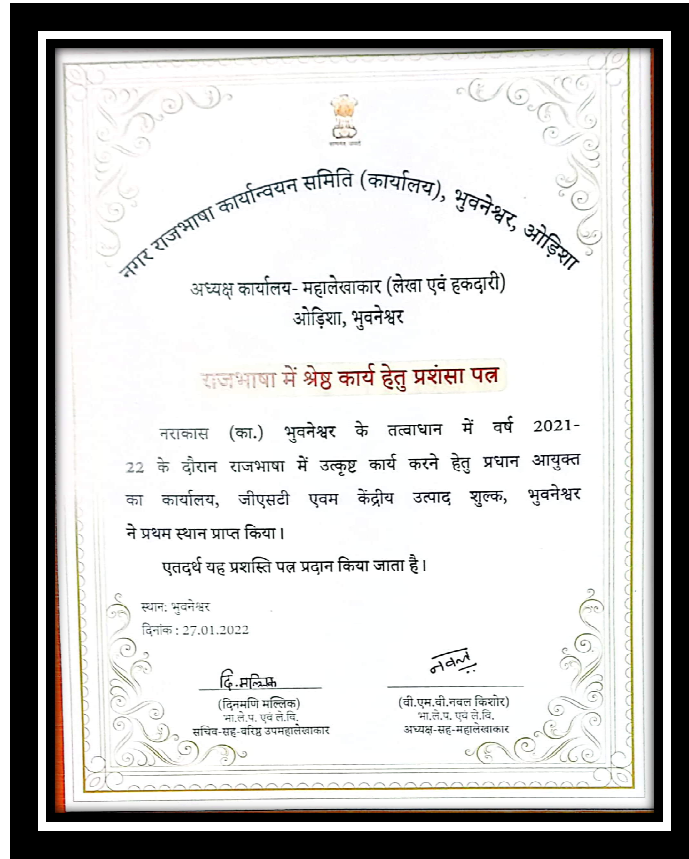 सत्यमेव जयते
नगर राजभाषा कार्यान्वयन समिति (कार्यालय), भुवनेश्वर, ओड़िशा
अध्यक्ष कार्यालय- महालेखाकार (लेखा एवं हकदारी)
ओड़िशा, भुवनेश्वर
राजभाषा में श्रेष्ठ कार्य हेतु प्रशंसा पत्र
नराकास (का.) भुवनेश्वर के तत्वाधान में वर्ष 2021-
22 के दौरान राजभाषा में उत्कृष्ट कार्य करने हेतु प्रधान आयुक्त
का कार्यालय, जीएसटी एवम केंद्रीय उत्पाद शुल्क, भुवनेश्वर
ने प्रथम स्थान प्राप्त किया।
एतदर्थ यह प्रशस्ति पत्र प्रदान किया जाता है।
स्थान: भुवनेश्वर
दिनांक : 27.01.2022
दि. मल्लिक
नवल
(दिनमणि मल्लिक)
(वी.एम.वी.नवल किशोर)
भा.ले.प. एवं ले.वि.
भा.ले.प. एवं ले.वि.
सचिव-सह-वरिष्ठ उपमहालेखाकार
अध्यक्ष-सह-महालेखाकार